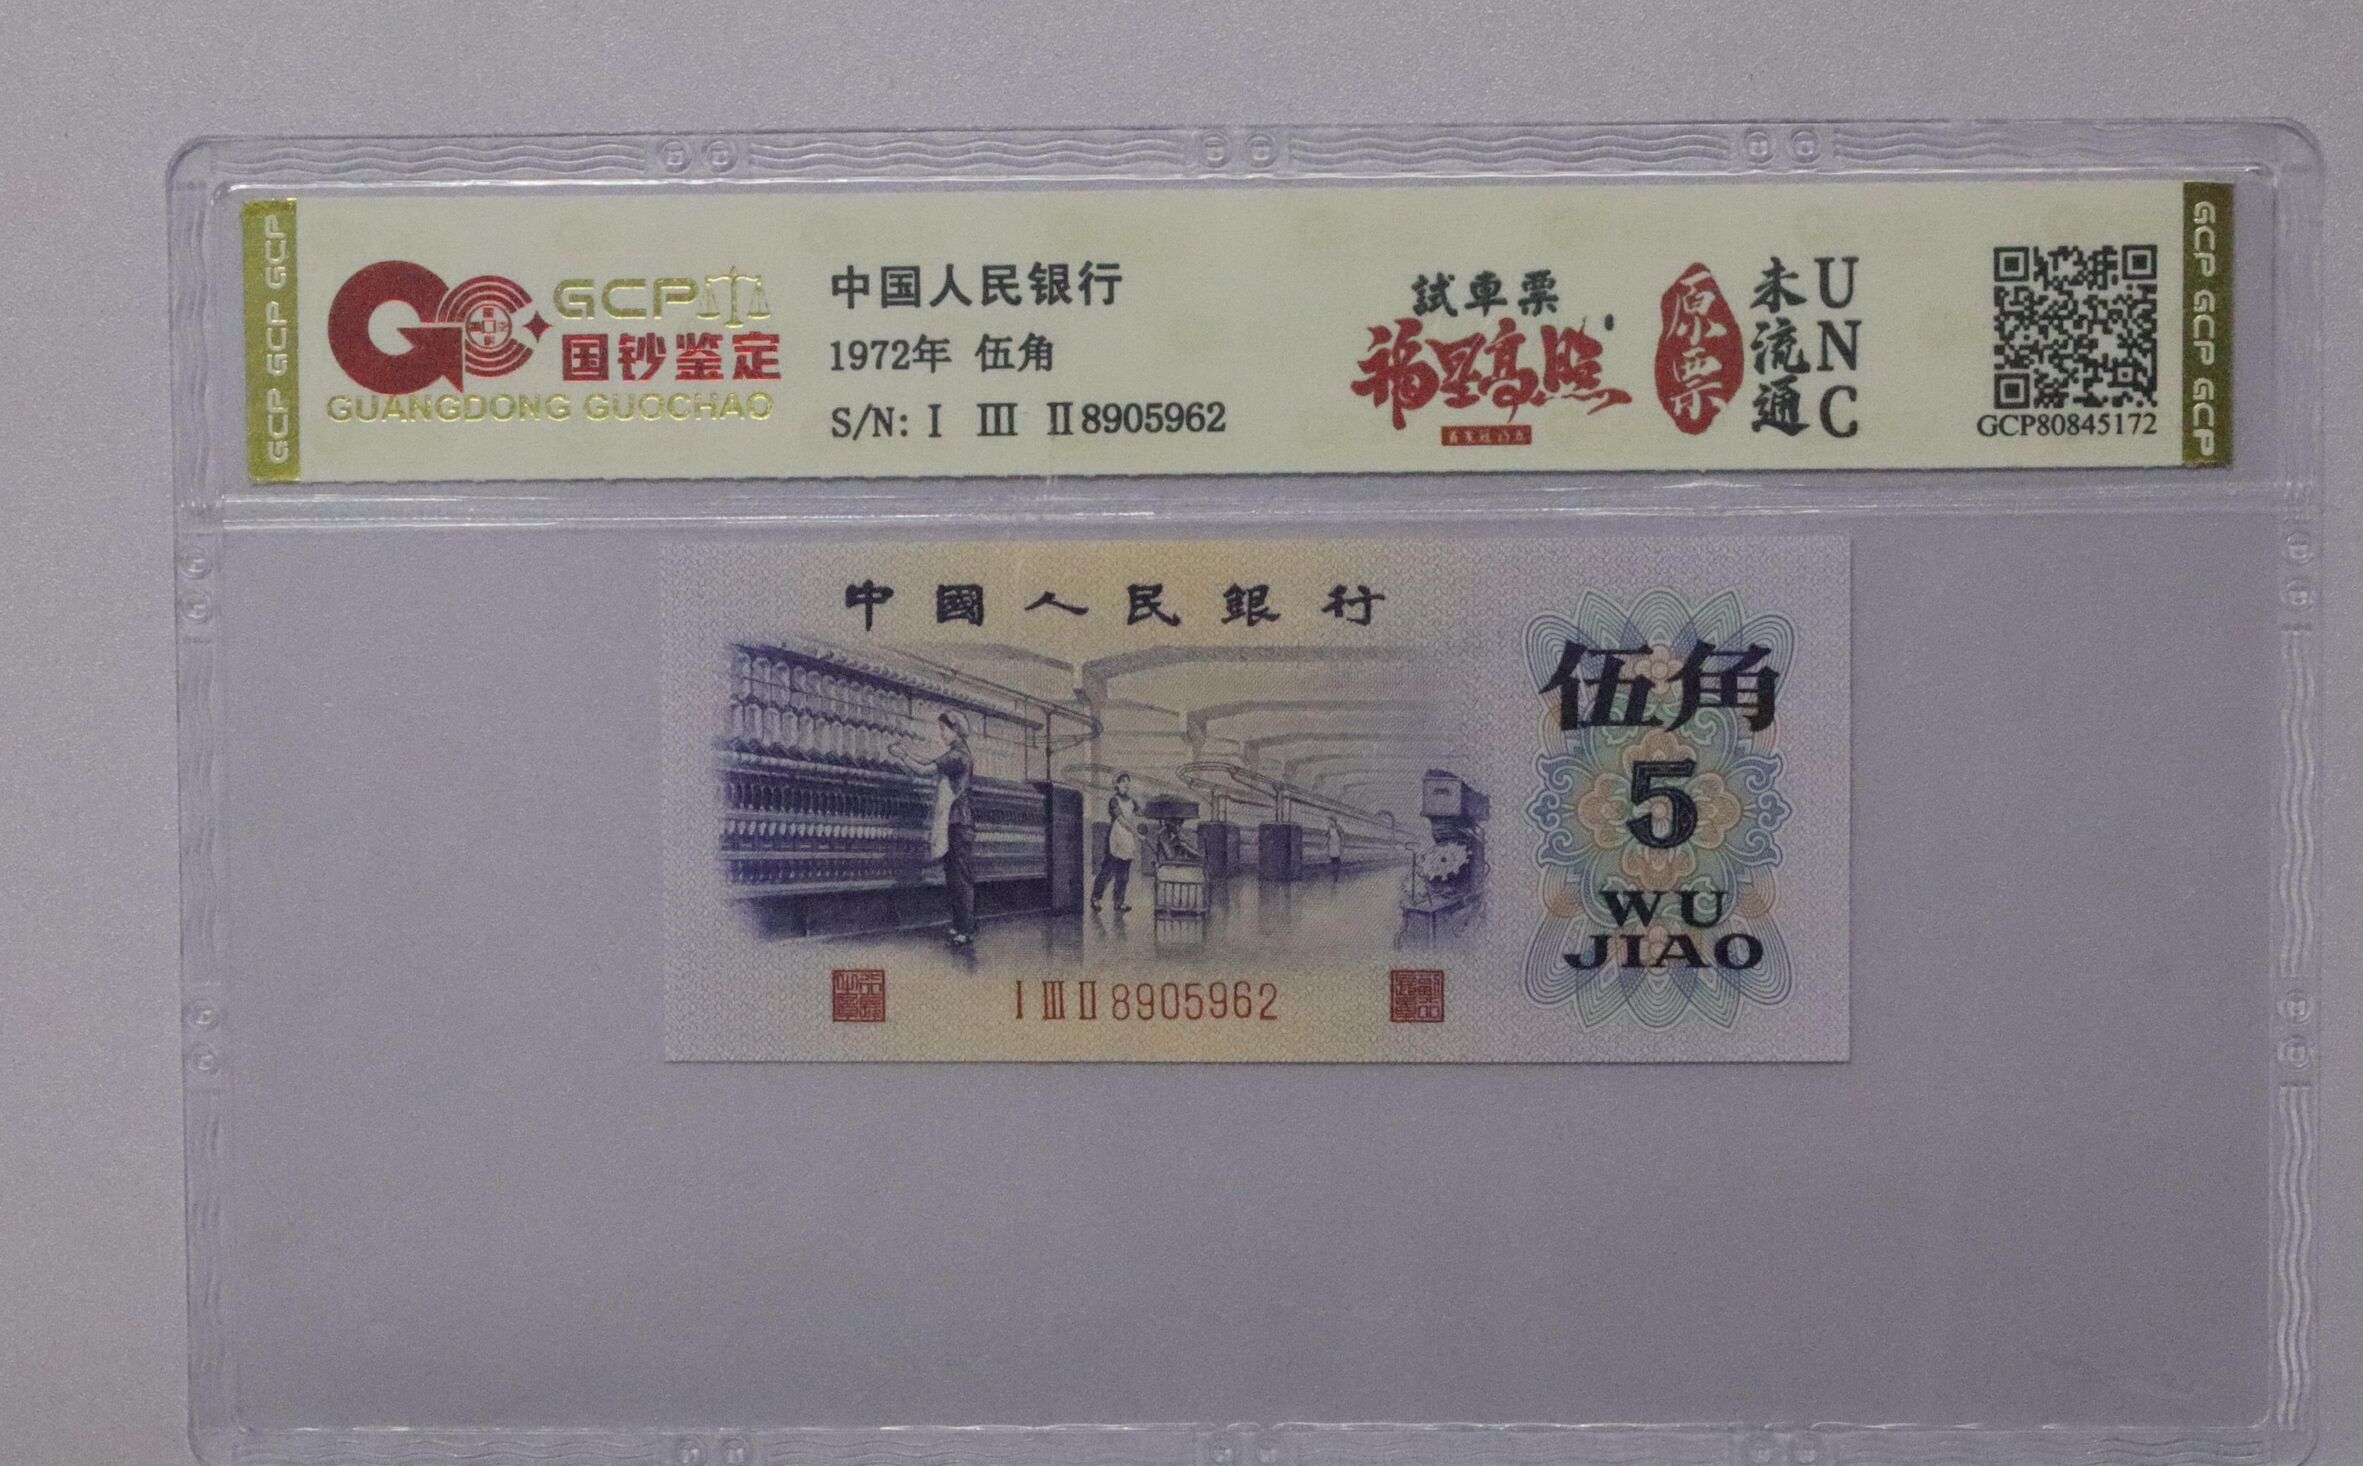 GCP GCP GCP
GCP
国钞鉴定
GUANGDONG GUOCHAO
中国人民银行
1972年 伍角
S/N: I III II 8905962
試車票
福星高照
原票
未流通
UNC
GCP80845172
GCP GCP GCP
中國人民銀行
伍角
5
WU
JIAO
I III II 8905962